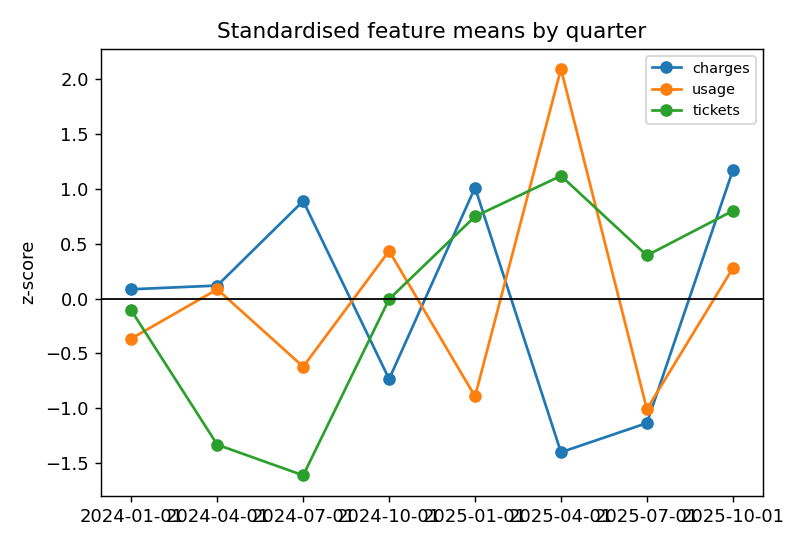 Standardised feature means by quarter
charges
usage
tickets
z-score
2.0
1.5
1.0
0.5
0.0
−0.5
−1.0
−1.5
2024-01-01 2024-04-01 2024-07-01 2024-10-01 2025-01-01 2025-04-01 2025-07-01 2025-10-01